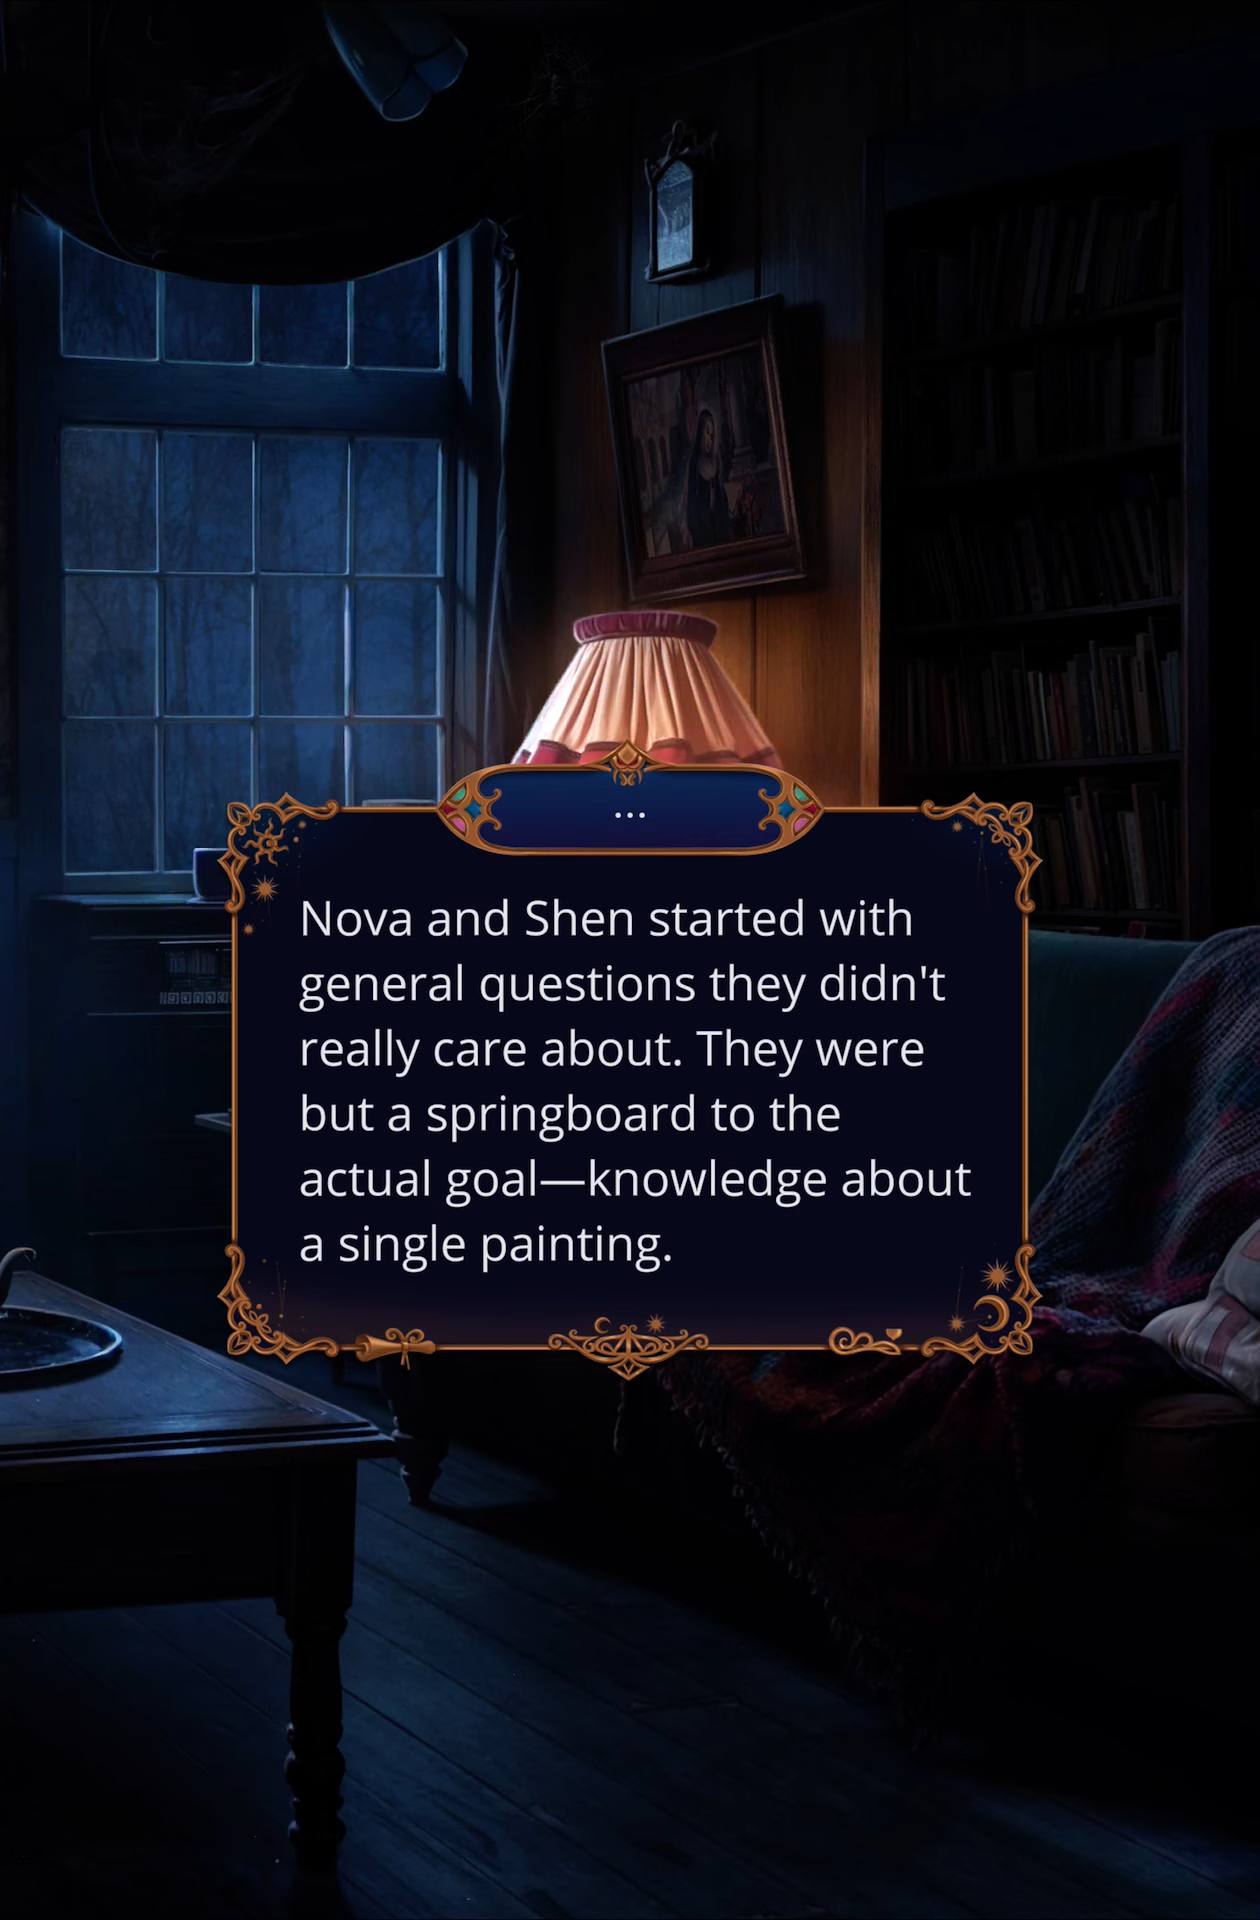 ...
Nova and Shen started with
general questions they didn't
really care about. They were
but a springboard to the
actual goal—knowledge about
a single painting.